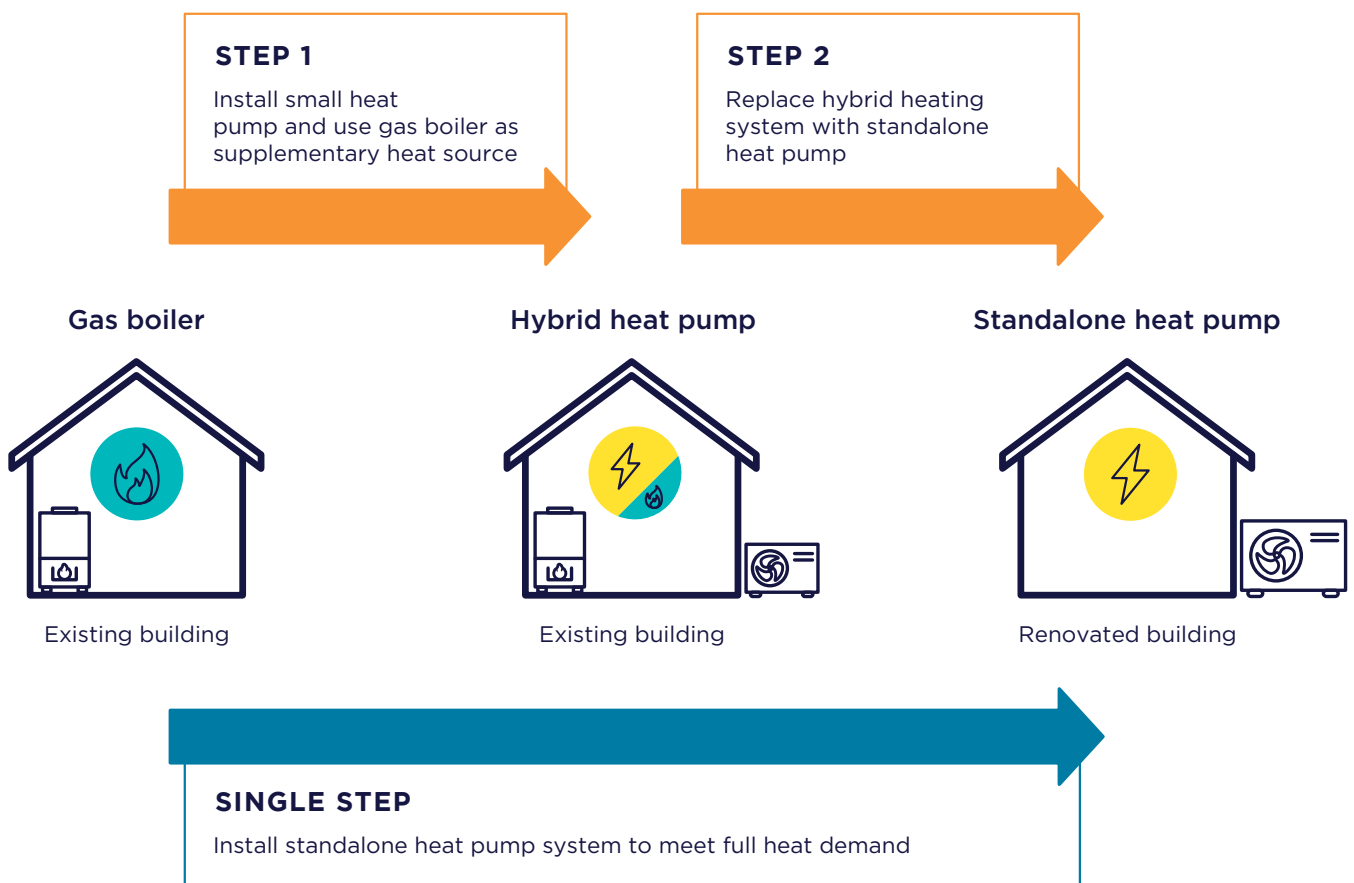 STEP 1
Install small heat
pump and use gas boiler as
supplementary heat source
STEP 2
Replace hybrid heating
system with standalone
heat pump
Gas boiler
Hybrid heat pump
Standalone heat pump
Existing building
Existing building
Renovated building
SINGLE STEP
Install standalone heat pump system to meet full heat demand